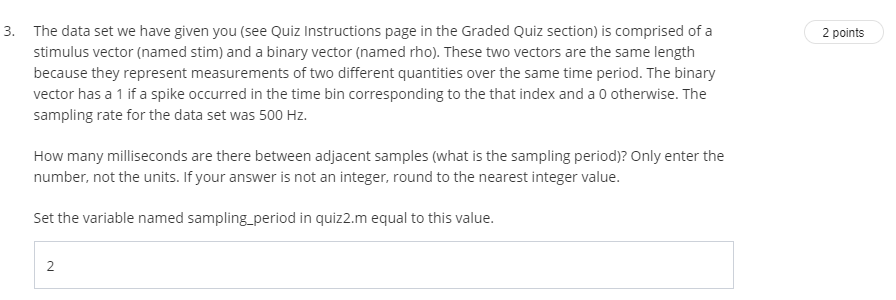 3. The data set we have given you (see Quiz Instructions page in the Graded Quiz section) is comprised of a
2 points
stimulus vector (named stim) and a binary vector (named rho). These two vectors are the same length
because they represent measurements of two different quantities over the same time period. The binary
vector has a 1 if a spike occurred in the time bin corresponding to the that index and a 0 otherwise. The
sampling rate for the data set was 500 Hz.
How many milliseconds are there between adjacent samples (what is the sampling period)? Only enter the
number, not the units. If your answer is not an integer, round to the nearest integer value.
Set the variable named sampling_period in quiz2.m equal to this value.
2